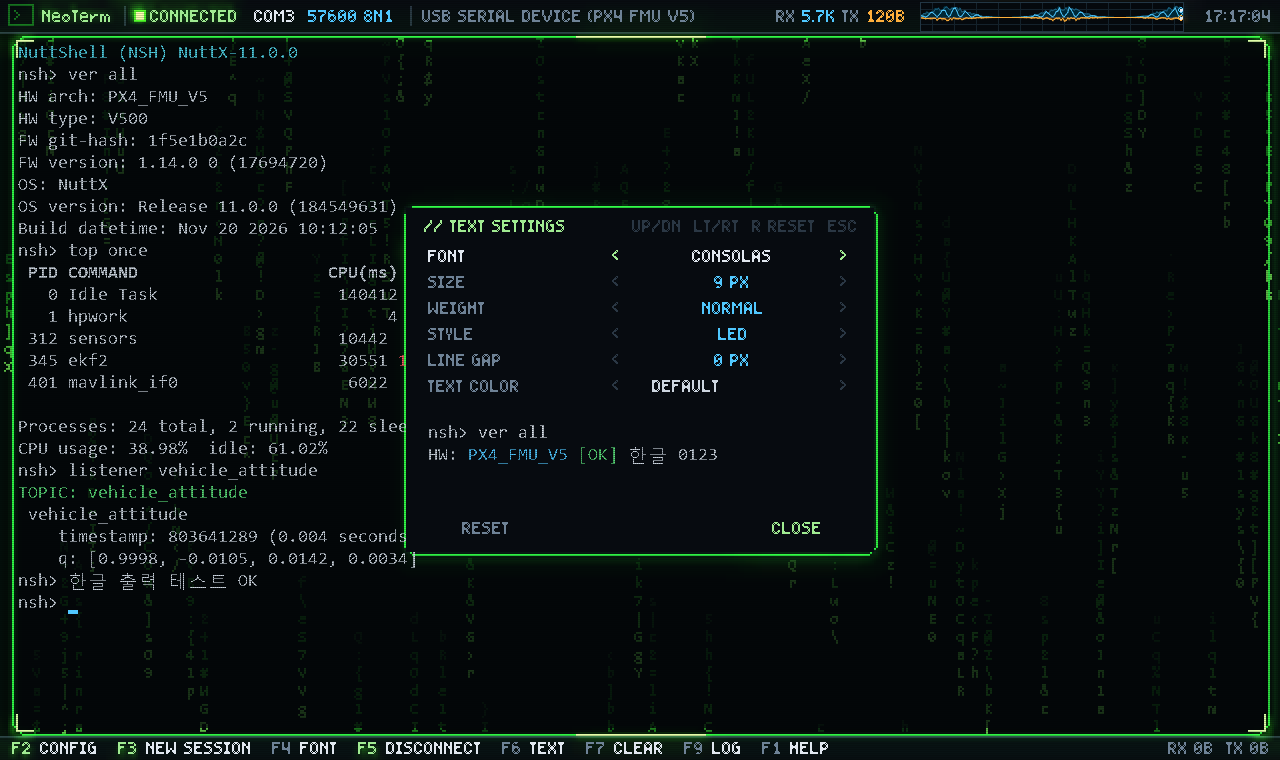 NeoTerm CONNECTED COM3 57600 8N1 USB SERIAL DEVICE (PX4 FMU V5) RX 5.7K TX 120B 17:17:04
NuttShell (NSH) NuttX-11.0.0
nsh> ver all
HW arch: PX4_FMU_V5
HW type: V500
FW git-hash: 1f5e1b0a2c
FW version: 1.14.0 0 (17694720)
OS: NuttX
OS version: Release 11.0.0 (184549631)
Build datetime: Nov 20 2026 10:12:05
nsh> top once
PID COMMAND CPU(ms)
0 Idle Task 140412
1 hpwork 4
312 sensors 10442
345 ekf2 30551
401 mavlink_if0 6022
Processes: 24 total, 2 running, 22 slee
CPU usage: 38.98% idle: 61.02%
nsh> listener vehicle_attitude
TOPIC: vehicle_attitude
vehicle_attitude
timestamp: 803641289 (0.004 seconds
q: [0.9998, -0.0105, 0.0142, 0.0034]
nsh> 한글 출력 테스트 OK
nsh>
// TEXT SETTINGS UP/DN LT/RT R RESET ESC
FONT < CONSOLAS >
SIZE < 9 PX >
WEIGHT < NORMAL >
STYLE < LED >
LINE GAP < 0 PX >
TEXT COLOR < DEFAULT >
nsh> ver all
HW: PX4_FMU_V5 [OK] 한글 0123
RESET CLOSE
F2 CONFIG F3 NEW SESSION F4 FONT F5 DISCONNECT F6 TEXT F7 CLEAR F9 LOG F1 HELP RX 0B TX 0B